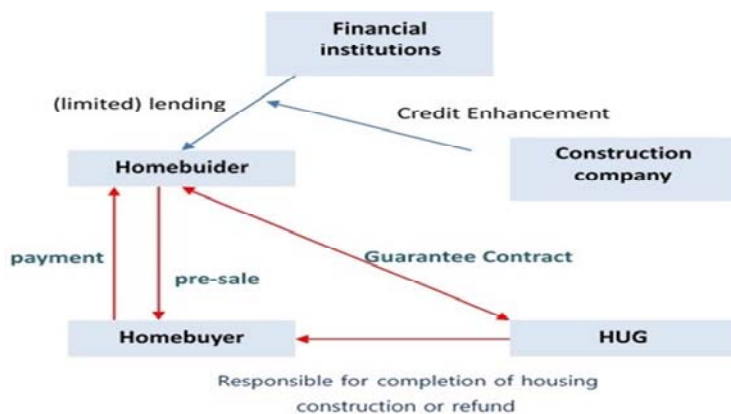 Financial
institutions
(limited) lending
Credit Enhancement
Homebuider
Construction
company
payment
Guarantee Contract
pre-sale
Homebuyer
HUG
Responsible for completion of housing
construction or refund